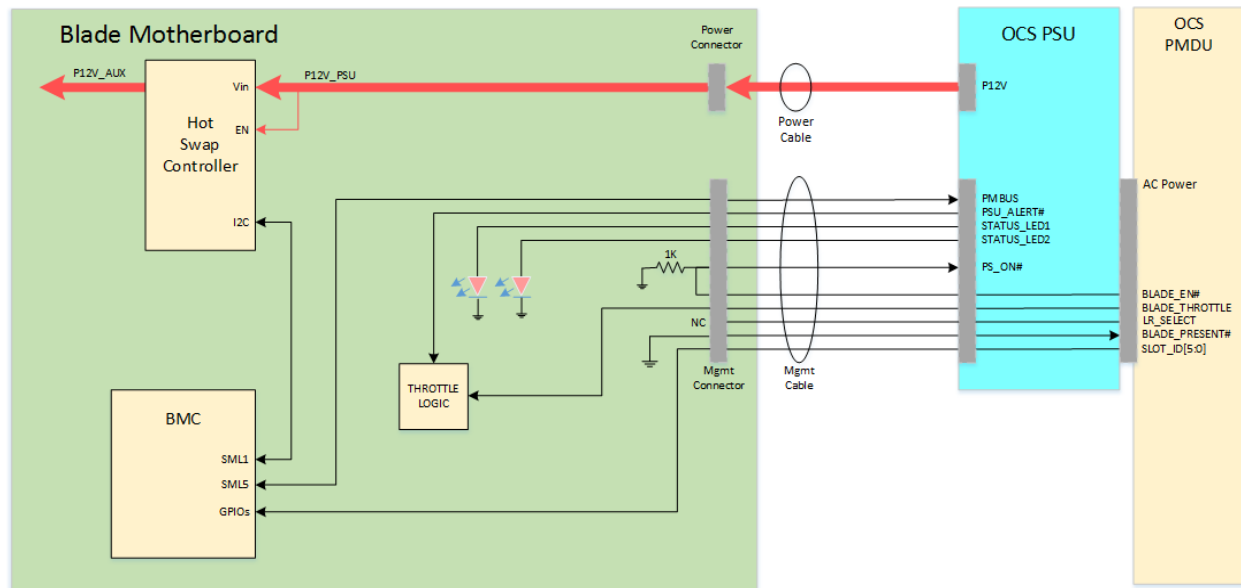 Blade Motherboard
Power
Connector
OCS PSU
OCS
PMDU
P12V_AUX
Vin
P12V_PSU
P12V
Hot
Swap
Controller
EN
Power
Cable
I2C
AC Power
PMBUS
PSU_ALERT#
STATUS_LED1
STATUS_LED2
1K
PS_ON#
BLADE_EN#
BLADE_THROTTLE
NC
LR_SELECT
BLADE_PRESENT#
SLOT_ID[5:0]
Mgmt
Connector
Mgmt
Cable
THROTTLE
LOGIC
BMC
SML1
SML5
GPIOs